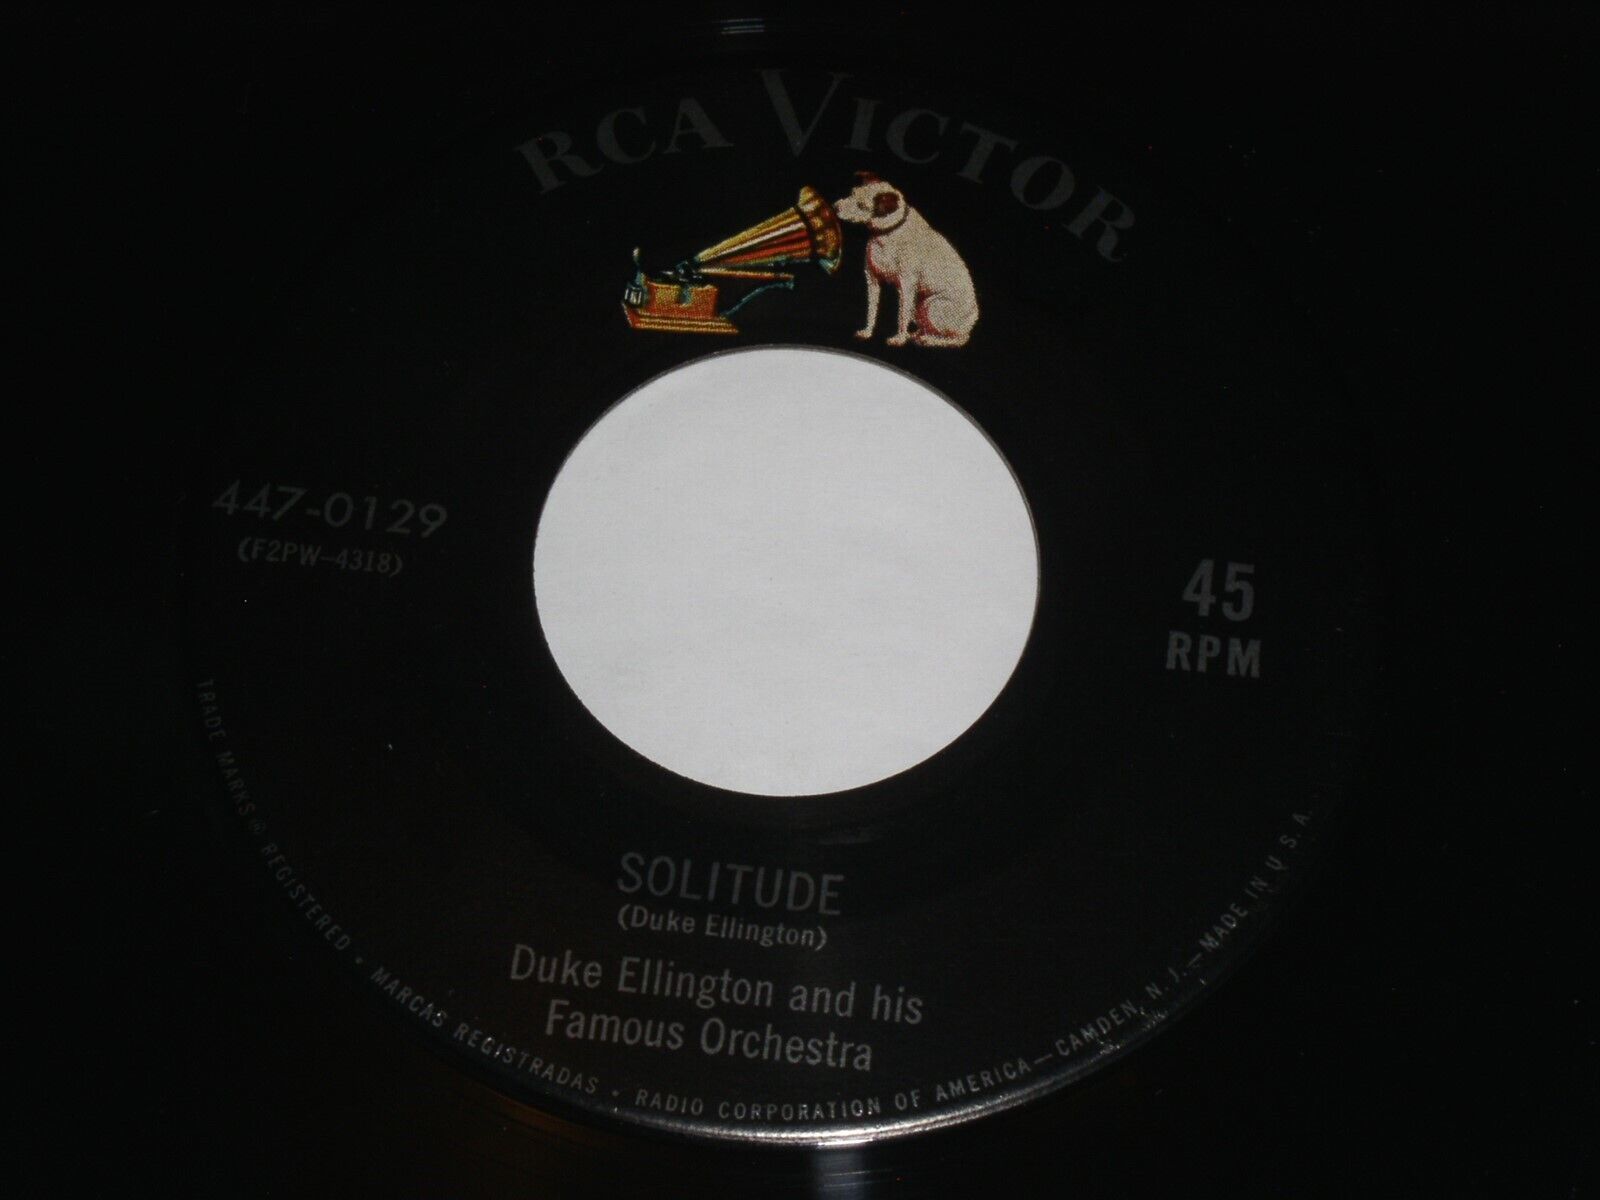 RCA VICTOR
447-0129
(F2PW-4318)
45
RPM
SOLITUDE
(Duke Ellington)
Duke Ellington and his
Famous Orchestra
TRADE MARKS ® REGISTERED • MARCAS REGISTRADAS • RADIO CORPORATION OF AMERICA—CAMDEN, N. J.—MADE IN U. S. A.